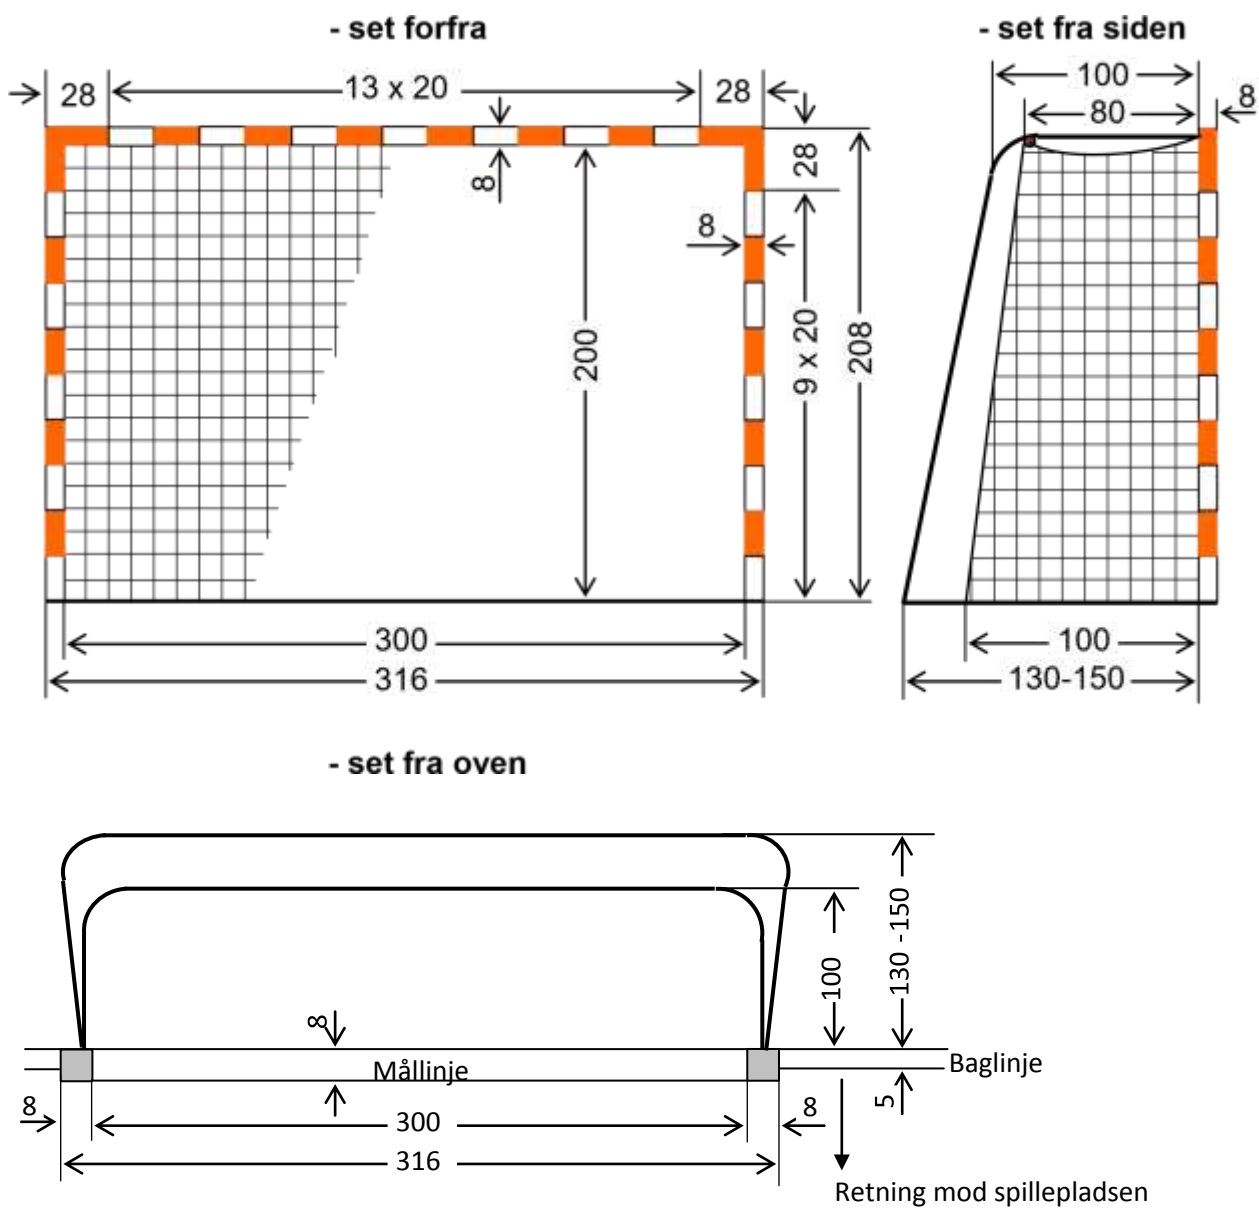 - set forfra
- set fra siden
28
13 x 20
28
100
80
8
28
8
8
200
9 x 20
208
300
316
100
130-150
- set fra oven
130 -150
100
8
Mållinje
Baglinje
8
300
8
5
316
Retning mod spillepladsen